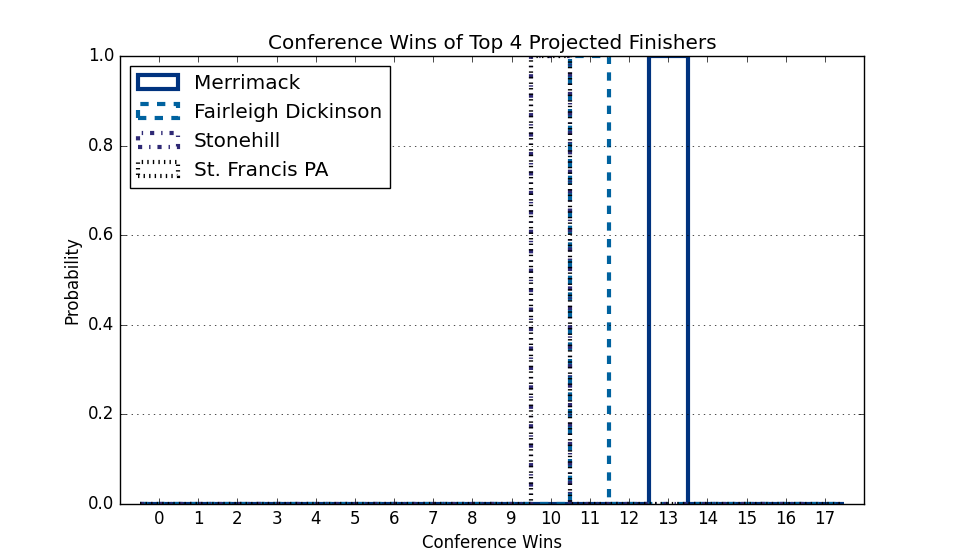 Conference Wins of Top 4 Projected Finishers
1.0
Merrimack
Fairleigh Dickinson
Stonehill
St. Francis PA
0.8
0.6
0.4
0.2
0.0
Probability
0 1 2 3 4 5 6 7 8 9 10 11 12 13 14 15 16 17
Conference Wins